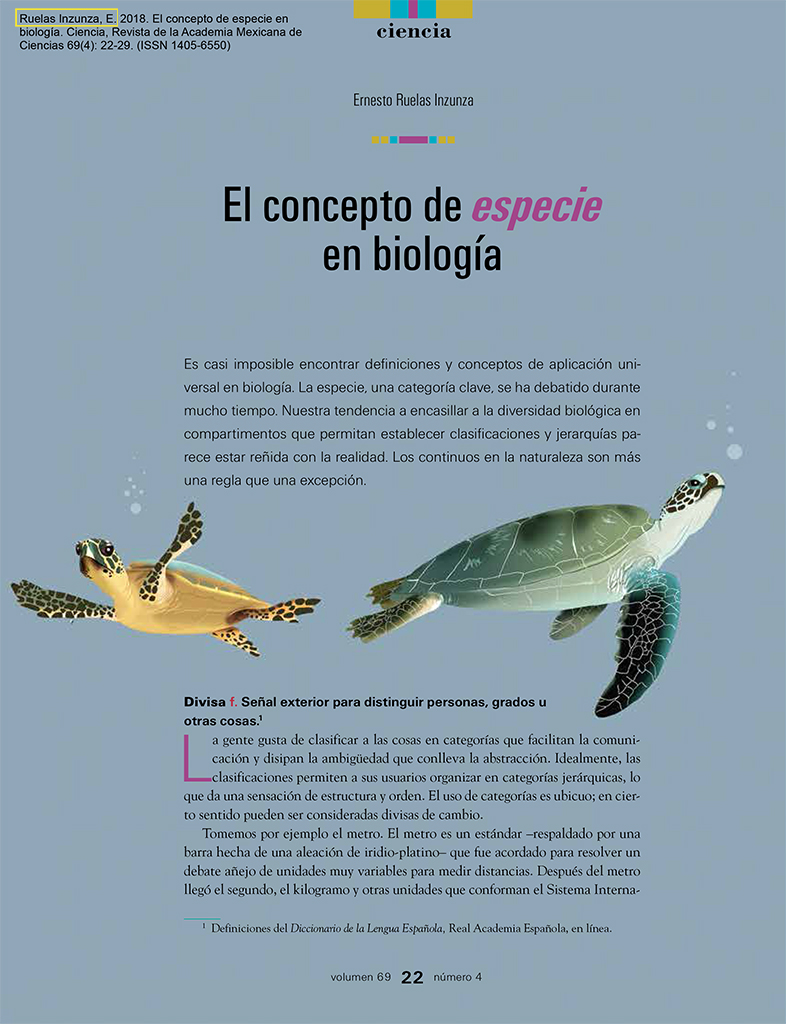 Ruelas Inzunza, E. 2018. El concepto de especie en
biología. Ciencia, Revista de la Academia Mexicana de
Ciencias 69(4): 22-29. (ISSN 1405-6550)
ciencia
Ernesto Ruelas Inzunza
El concepto de especie
en biología
Es casi imposible encontrar definiciones y conceptos de aplicación uni-
versal en biología. La especie, una categoría clave, se ha debatido durante
mucho tiempo. Nuestra tendencia a encasillar a la diversidad biológica en
compartimentos que permitan establecer clasificaciones y jerarquías pa-
rece estar reñida con la realidad. Los continuos en la naturaleza son más
una regla que una excepción.
Divisa f. Señal exterior para distinguir personas, grados u
otras cosas.¹
La gente gusta de clasificar a las cosas en categorías que facilitan la comuni-
cación y disipan la ambigüedad que conlleva la abstracción. Idealmente, las
clasificaciones permiten a sus usuarios organizar en categorías jerárquicas, lo
que da una sensación de estructura y orden. El uso de categorías es ubicuo; en cier-
to sentido pueden ser consideradas divisas de cambio.
Tomemos por ejemplo el metro. El metro es un estándar –respaldado por una
barra hecha de una aleación de iridio-platino– que fue acordado para resolver un
debate añejo de unidades muy variables para medir distancias. Después del metro
llegó el segundo, el kilogramo y otras unidades que conforman el Sistema Interna-
¹ Definiciones del Diccionario de la Lengua Española, Real Academia Española, en línea.
volumen 69 22 número 4